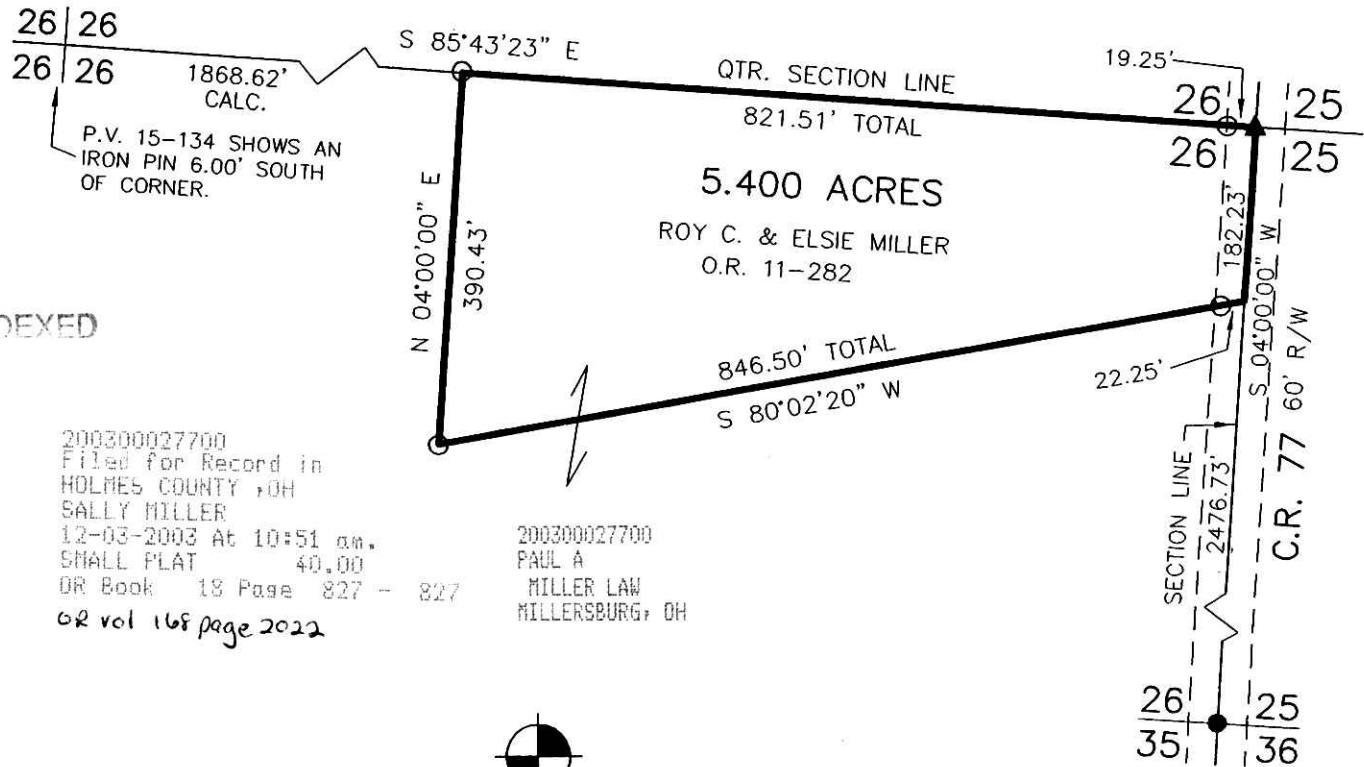 26 26
26 26
1868.62'
CALC.
P.V. 15-134 SHOWS AN
IRON PIN 6.00' SOUTH
OF CORNER.
S 85°43'23" E
QTR. SECTION LINE
821.51' TOTAL
19.25'
26 25
26 25
5.400 ACRES
ROY C. & ELSIE MILLER
O.R. 11-282
N 04°00'00" E
390.43'
182.23'
S 04°00'00" W
846.50' TOTAL
S 80°02'20" W
22.25'
SECTION LINE
2476.73'
C.R. 77 60' R/W
DEXED
200300027700
Filed for Record in
HOLMES COUNTY ,OH
SALLY MILLER
12-03-2003 At 10:51 am.
SMALL PLAT 40.00
OR Book 18 Page 827 - 827
OR vol 168 page 2022
200300027700
PAUL A
MILLER LAW
MILLERSBURG, OH
26 25
35 36